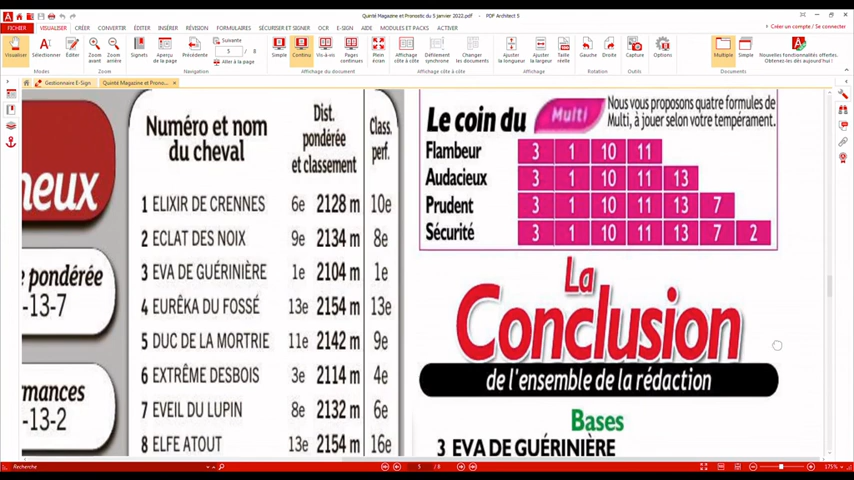 Quinté Magazine et Pronostic du 5 janvier 2022.pdf - PDF Architect 5
FICHIER VISUALISER CRÉER CONVERTIR ÉDITER INSÉRER RÉVISION FORMULAIRES SÉCURISER ET SIGNER OCR E-SIGN AIDE MODULES ET PACKS ACTIVER
Créer un compte / Se connecter
Visualiser Sélectionner Éditer Zoom avant Zoom arrière Signets Aperçu de la page Suivante 5 / 8 Précédente Aller à la page Simple Continu Vis-à-vis Pages continues Plein écran Affichage côte à côte Défilement synchrone Changer les documents Ajuster à longueur Ajuster à largeur Taille réelle Gauche Droite Capture Options Multiple Simple Nouvelles fonctionnalités offertes. Obtenez-les dès aujourd'hui
Modes Zoom Navigation Affichage du document Affichage côte à côte Affichage de la page Rotation Outils Documents
Gestionnaire E-Sign Quinté Magazine et Prono...
neux
e pondérée
-13-7
mances
-13-2
Numéro et nom du cheval
Dist. pondérée et classement
Class. perf.
1 ELIXIR DE CRENNES 6e 2128 m 10e
2 ECLAT DES NOIX 9e 2134 m 8e
3 EVA DE GUÉRINIÈRE 1e 2104 m 1e
4 EURÊKA DU FOSSÉ 13e 2154 m 13e
5 DUC DE LA MORTRIE 11e 2142 m 9e
6 EXTRÊME DESBOIS 3e 2114 m 4e
7 EVEIL DU LUPIN 8e 2132 m 6e
8 ELFE ATOUT 13e 2154 m 16e
Le coin du Multi
Nous vous proposons quatre formules de
Multi, à jouer selon votre tempérament.
Flambeur 3 1 10 11
Audacieux 3 1 10 11 13
Prudent 3 1 10 11 13 7
Sécurité 3 1 10 11 13 7 2
La
Conclusion
de l'ensemble de la rédaction
Bases
3 EVA DE GUÉRINIÈRE
Recherche 5 / 8 175%